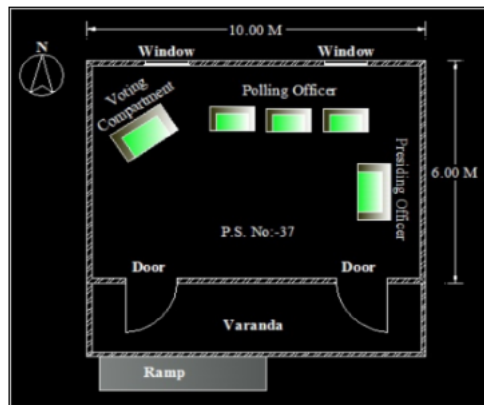 10.00 M
N
Window
Window
Voting
Compartment
Polling Officer
Presiding Officer
6.00 M
P.S. No:-37
Door
Door
Varanda
Ramp